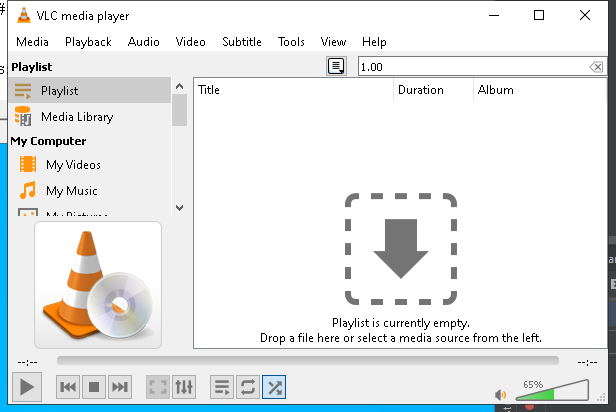 VLC media player
Media Playback Audio Video Subtitle Tools View Help
Playlist
1.00
Playlist
Media Library
My Computer
My Videos
My Music
My Pictures
Title Duration Album
Playlist is currently empty.
Drop a file here or select a media source from the left.
--:-- --:--
65%